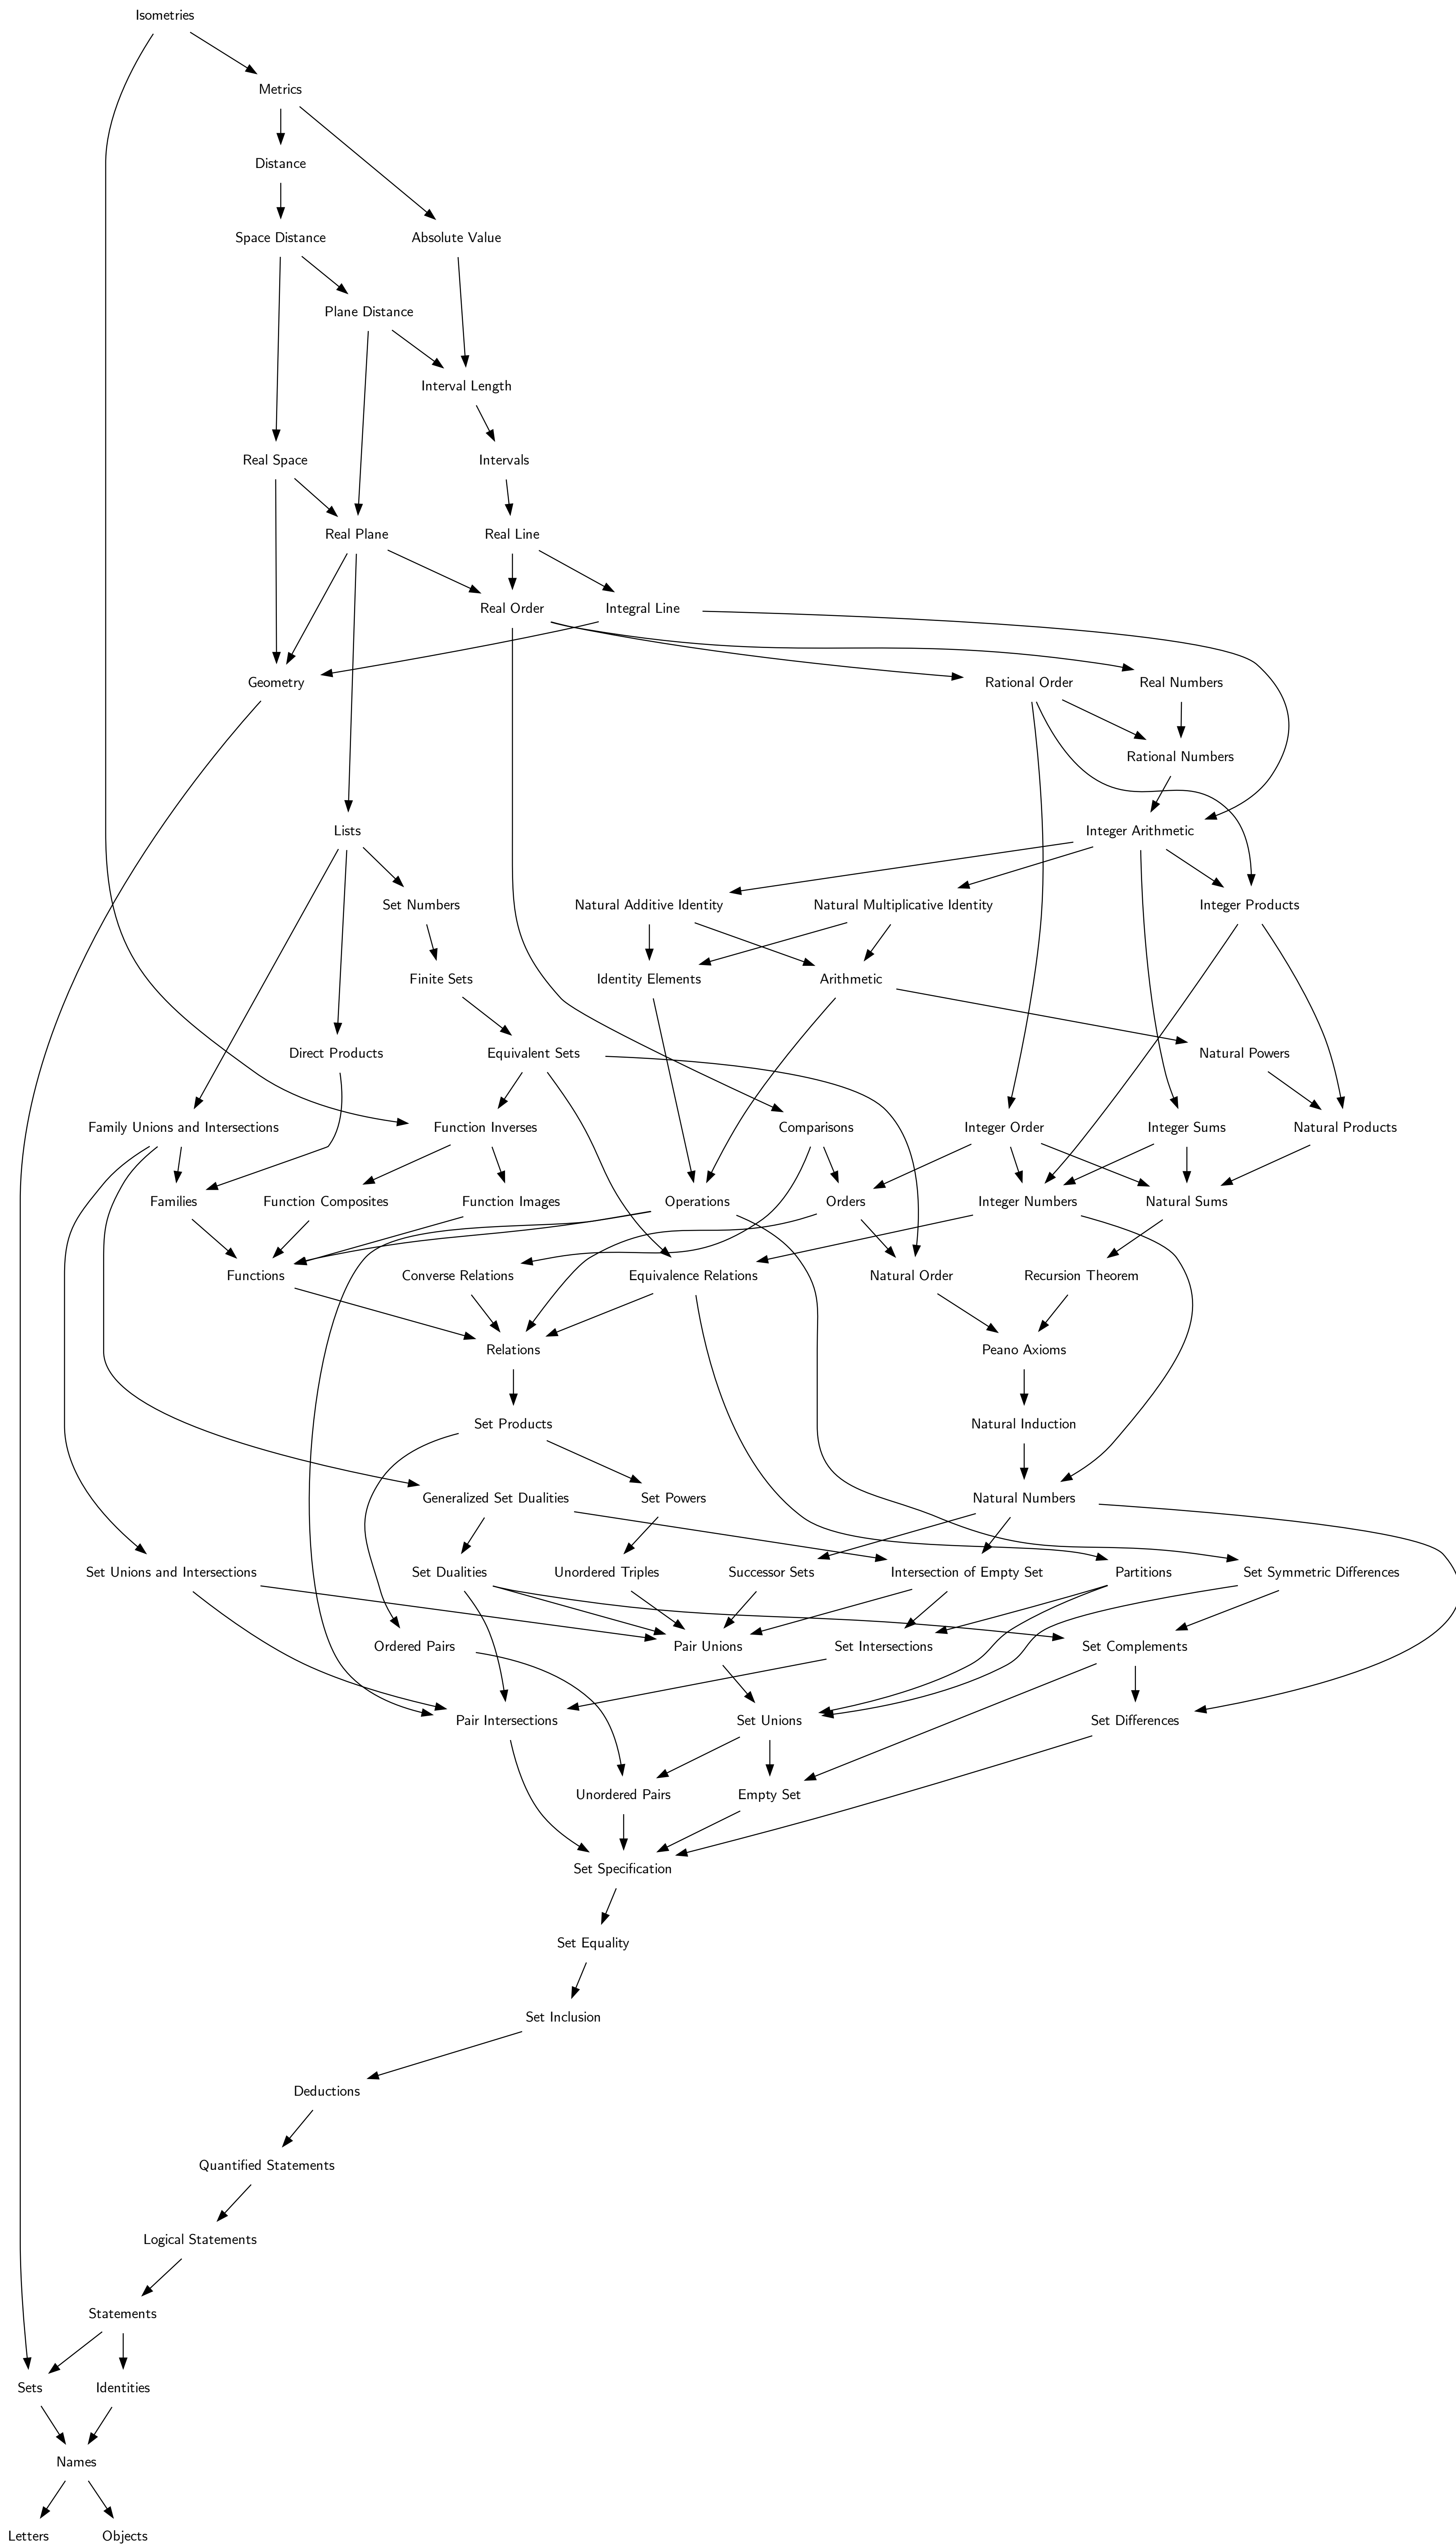 Isometries
Metrics
Distance
Space Distance
Absolute Value
Plane Distance
Interval Length
Real Space
Intervals
Real Plane
Real Line
Real Order
Integral Line
Geometry
Rational Order
Real Numbers
Rational Numbers
Lists
Integer Arithmetic
Set Numbers
Natural Additive Identity
Natural Multiplicative Identity
Integer Products
Finite Sets
Identity Elements
Arithmetic
Direct Products
Equivalent Sets
Natural Powers
Family Unions and Intersections
Function Inverses
Comparisons
Integer Order
Integer Sums
Natural Products
Families
Function Composites
Function Images
Operations
Orders
Integer Numbers
Natural Sums
Functions
Converse Relations
Equivalence Relations
Natural Order
Recursion Theorem
Relations
Peano Axioms
Set Products
Natural Induction
Generalized Set Dualities
Set Powers
Natural Numbers
Set Unions and Intersections
Set Dualities
Unordered Triples
Successor Sets
Intersection of Empty Set
Partitions
Set Symmetric Differences
Ordered Pairs
Pair Unions
Set Intersections
Set Complements
Pair Intersections
Set Unions
Set Differences
Unordered Pairs
Empty Set
Set Specification
Set Equality
Set Inclusion
Deductions
Quantified Statements
Logical Statements
Statements
Sets
Identities
Names
Letters
Objects